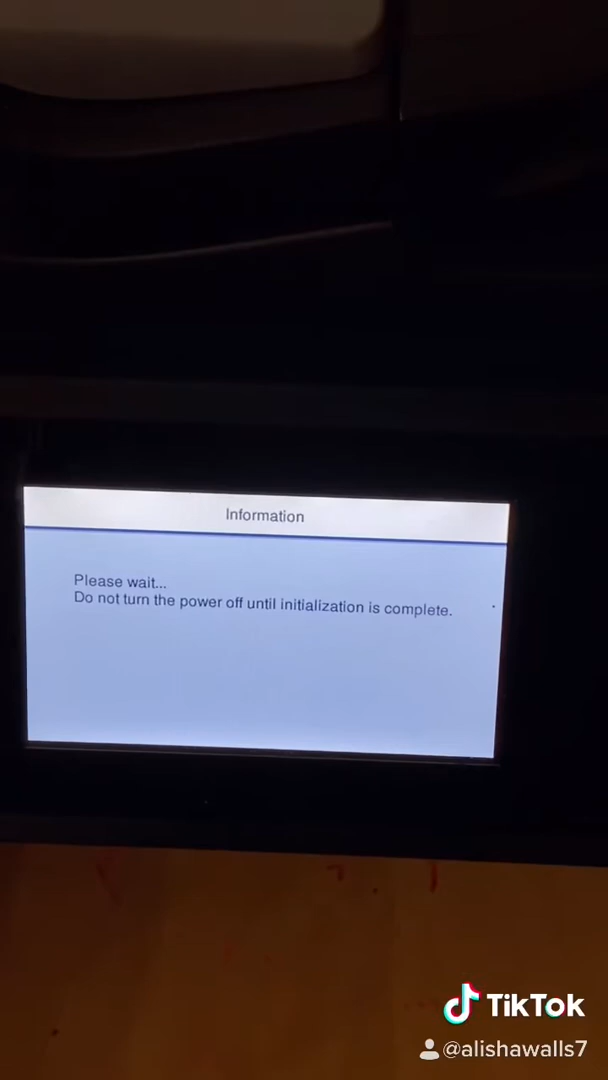 Information
Please wait...
Do not turn the power off until initialization is complete.
TikTok
@alishawalls7